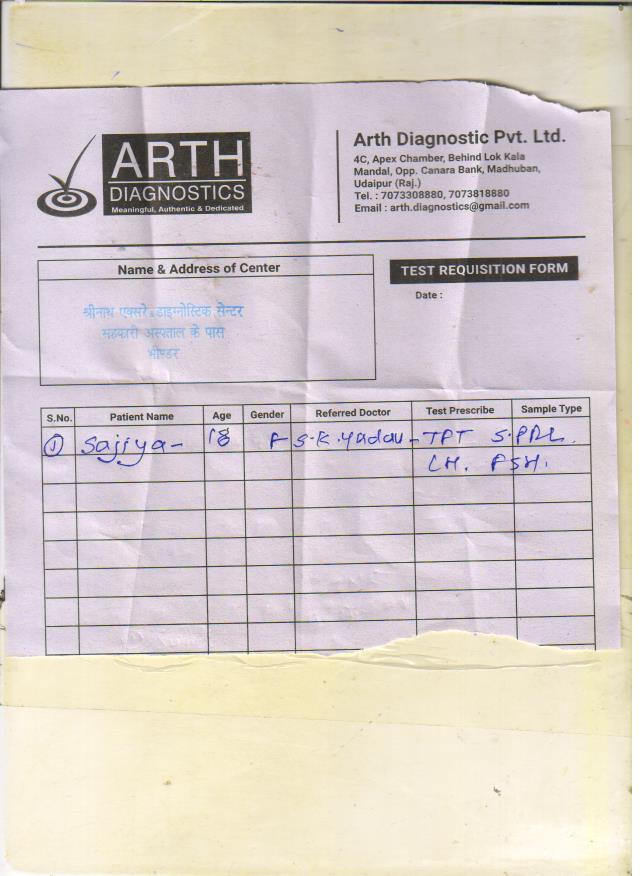 ARTH
DIAGNOSTICS
Meaningful, Authentic & Dedicated
Arth Diagnostic Pvt. Ltd.
4C, Apex Chamber, Behind Lok Kala
Mandal, Opp. Canara Bank, Madhuban,
Udaipur (Raj.)
Tel. : 7073308880, 7073818880
Email : arth.diagnostics@gmail.com
Name & Address of Center
TEST REQUISITION FORM
Date :
श्रीनाथ एक्सरे डाइग्नोस्टिक सेन्टर
सहकारी अस्पताल के पास
भीण्डर
S.No. Patient Name Age Gender Referred Doctor Test Prescribe Sample Type
① Sajiya - 18 F S.K. Yadav - TPT S.PRL.
LH. FSH.